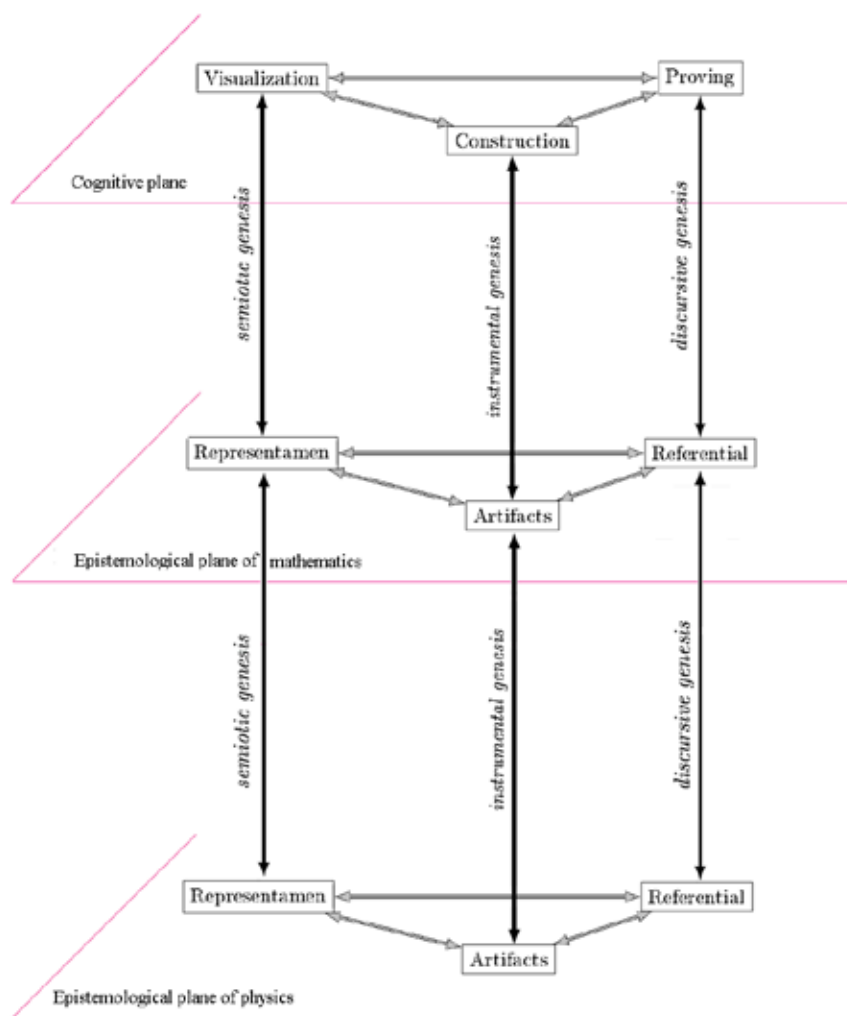 Visualization
Proving
Construction
Cognitive plane
semiotic genesis
instrumental genesis
discursive genesis
Representamen
Referential
Artifacts
Epistemological plane of mathematics
semiotic genesis
instrumental genesis
discursive genesis
Representamen
Referential
Artifacts
Epistemological plane of physics